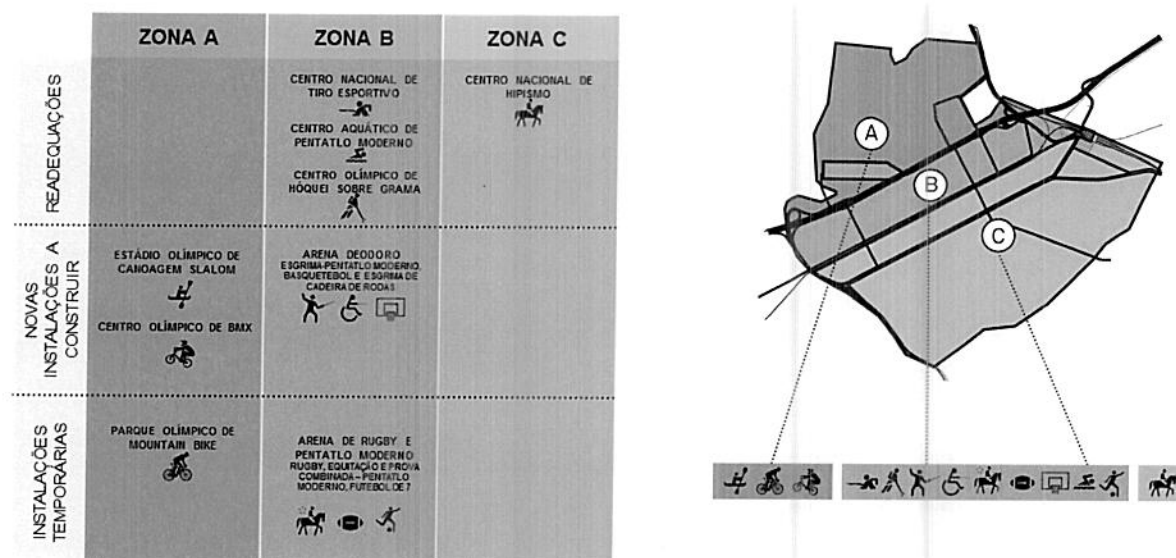 ZONA A
ZONA B
ZONA C
READEQUAÇÕES
CENTRO NACIONAL DE
TIRO ESPORTIVO
CENTRO AQUÁTICO DE
PENTATLO MODERNO
CENTRO OLÍMPICO DE
HÓQUEI SOBRE GRAMA
CENTRO NACIONAL DE
HIPISMO
NOVAS
INSTALAÇÕES A
CONSTRUIR
ESTÁDIO OLÍMPICO DE
CANOAGEM SLALOM
CENTRO OLÍMPICO DE BMX
ARENA DEODORO
ESGRIMA-PENTATLO MODERNO,
BASQUETEBOL E ESGRIMA DE
CADEIRA DE RODAS
INSTALAÇÕES
TEMPORÁRIAS
PARQUE OLÍMPICO DE
MOUNTAIN BIKE
ARENA DE RUGBY E
PENTATLO MODERNO
RUGBY, EQUITAÇÃO E PROVA
COMBINADA - PENTATLO
MODERNO, FUTEBOL DE 7
A
B
C